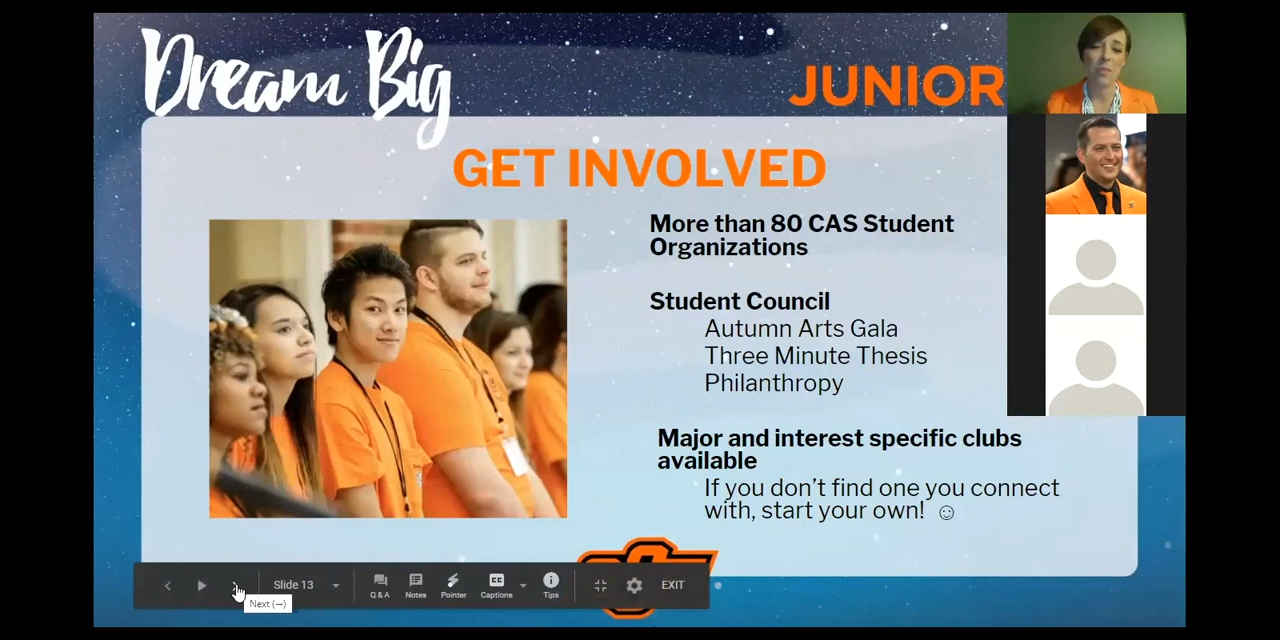 Dream Big
JUNIOR
GET INVOLVED
More than 80 CAS Student
Organizations
Student Council
Autumn Arts Gala
Three Minute Thesis
Philanthropy
Major and interest specific clubs
available
If you don't find one you connect
with, start your own! ☺
Slide 13
Q & A
Notes
Pointer
CC
Captions
Tips
EXIT
Next (→)